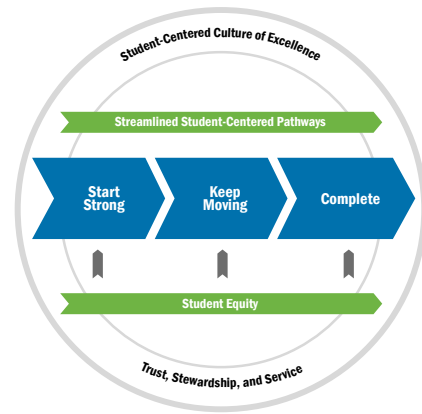 Student-Centered Culture of Excellence
Streamlined Student-Centered Pathways
Start
Strong
Keep
Moving
Complete
Student Equity
Trust, Stewardship, and Service